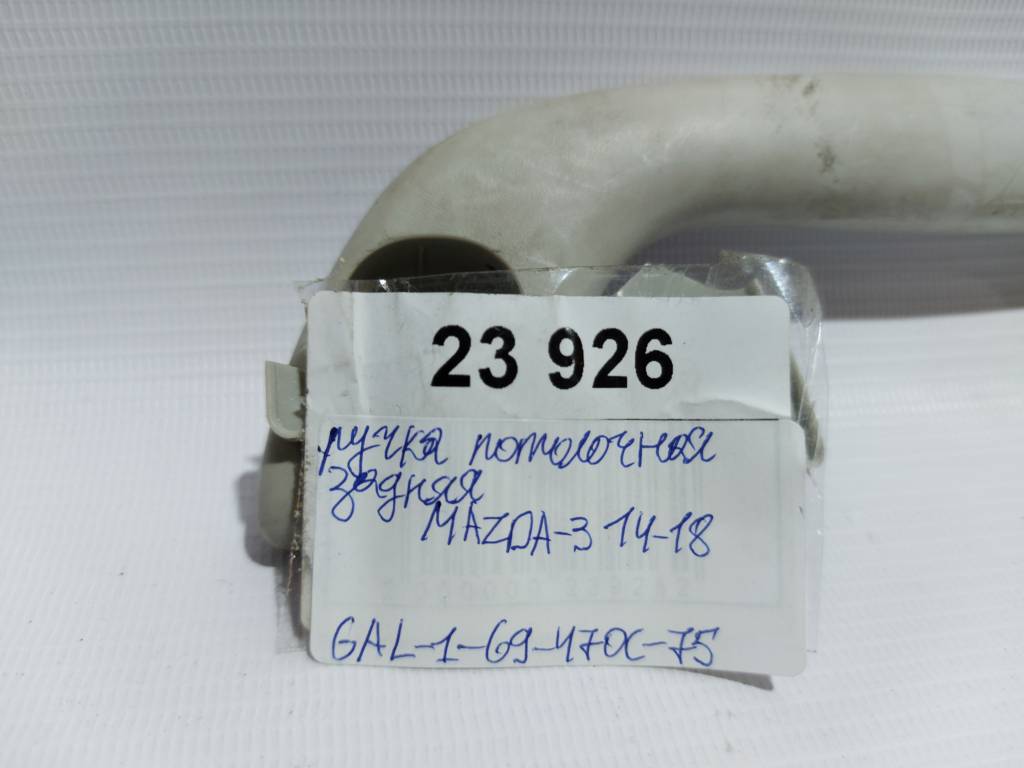 23 926
ручка потолочная
задняя
MAZDA-3 14-18
GAL-1-69-470C-75